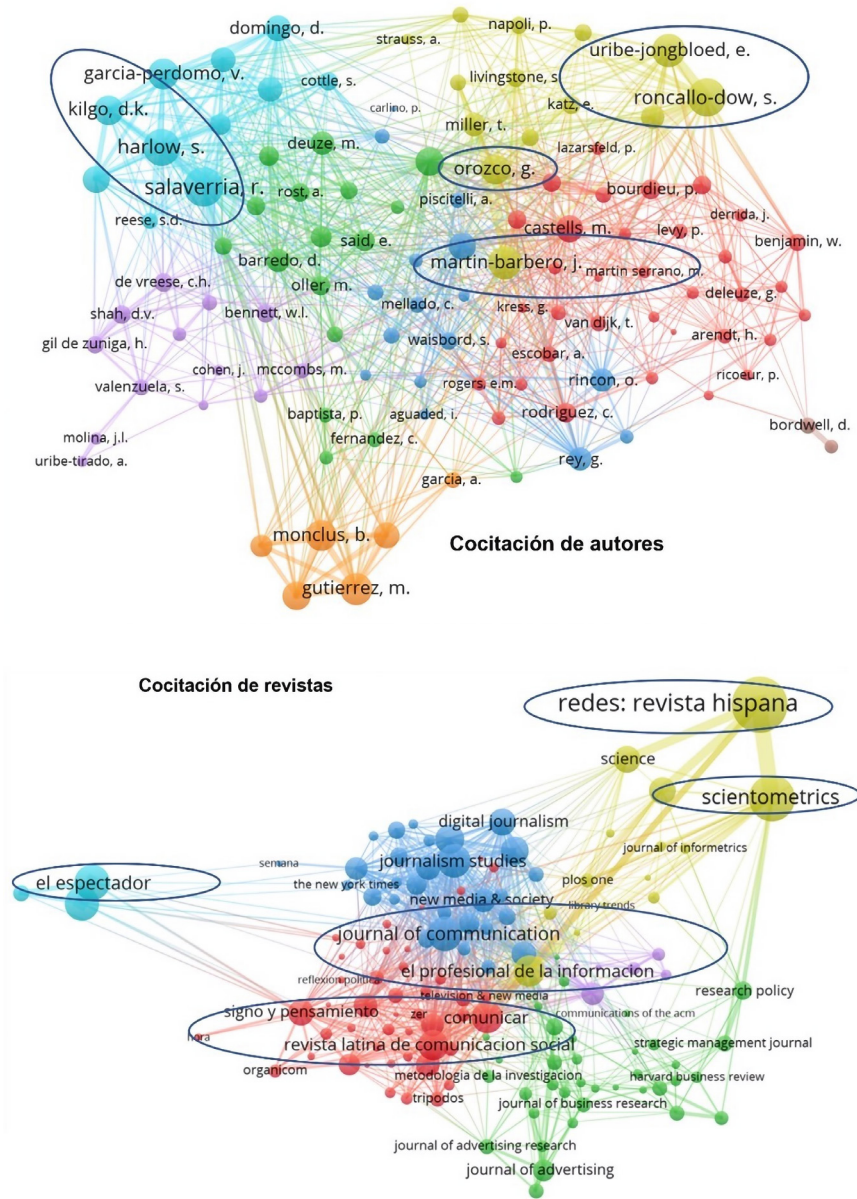 domingo, d.
strauss, a.
napoli, p.
uribe-jongbloed, e.
garcia-perdomo, v.
cottle, s.
livingstone, s.
kilgo, d.k.
carlino, p.
katz, e.
roncallo-dow, s.
miller, t.
harlow, s.
deuze, m.
lazarsfeld, p.
orozco, g.
salaverria, r.
rost, a.
piscitelli, a.
bourdieu, p.
reese, s.d.
castells, m.
derrida, j.
said, e.
levy, p.
benjamin, w.
barredo, d.
martin-barbero, j.
martin serrano, m.
de vreese, c.h.
oller, m.
deleuze, g.
mellado, c.
kress, g.
shah, d.v.
bennett, w.l.
van dijk, t.
arendt, h.
gil de zuniga, h.
waisbord, s.
escobar, a.
cohen, j.
mccombs, m.
ricoeur, p.
valenzuela, s.
rogers, e.m.
rincon, o.
baptista, p.
aguaded, i.
rodriguez, c.
bordwell, d.
molina, j.l.
fernandez, c.
uribe-tirado, a.
rey, g.
garcia, a.
monclus, b.
Cocitación de autores
gutierrez, m.
Cocitación de revistas
redes: revista hispana
science
scientometrics
digital journalism
journal of informetrics
semana
journalism studies
el espectador
the new york times
plos one
new media & society
library trends
journal of communication
el profesional de la informacion
reflexion politica
research policy
television & new media
signo y pensamiento
zer
comunicar
communications of the acm
hora
revista latina de comunicacion social
strategic management journal
organicom
metodologia de la investigacion
harvard business review
tripodos
journal of business research
journal of advertising research
journal of advertising